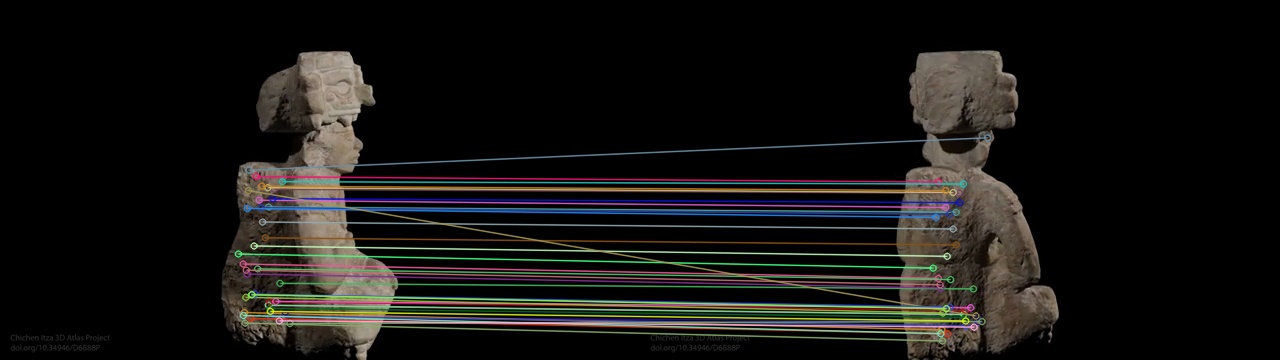 Chichen Itza 3D Atlas Project
doi.org/10.34946/D6B88P
Chichen Itza 3D Atlas Project
doi.org/10.34946/D6B88P